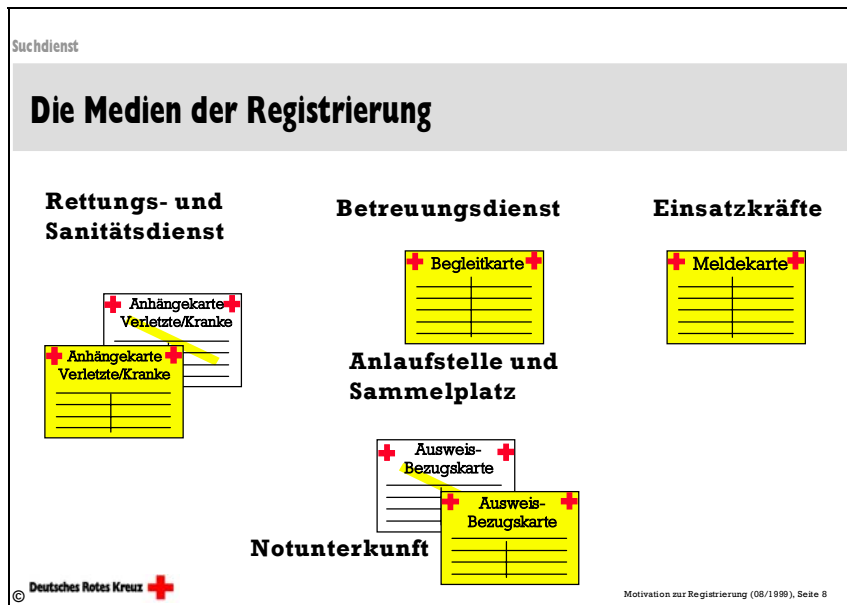 Suchdienst
Die Medien der Registrierung
Rettungs- und
Sanitätsdienst
Anhängekarte
Verletzte/Kranke
Anhängekarte
Verletzte/Kranke
Betreuungsdienst
Begleitkarte
Anlaufstelle und
Sammelplatz
Ausweis-
Bezugskarte
Ausweis-
Bezugskarte
Notunterkunft
Einsatzkräfte
Meldekarte
© Deutsches Rotes Kreuz
Motivation zur Registrierung (08/1999), Seite 8